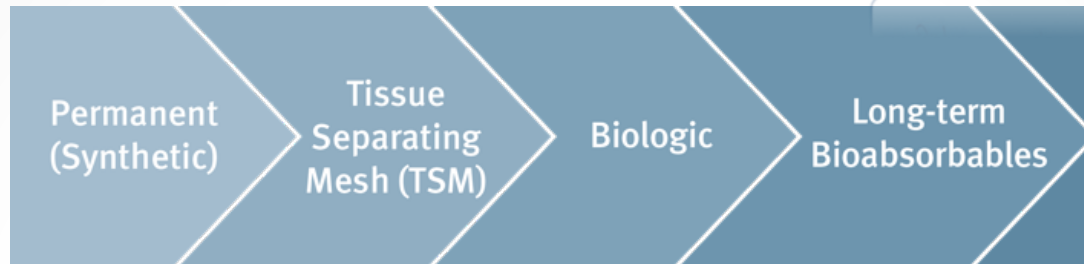 Permanent
(Synthetic)
Tissue
Separating
Mesh (TSM)
Biologic
Long-term
Bioabsorbables